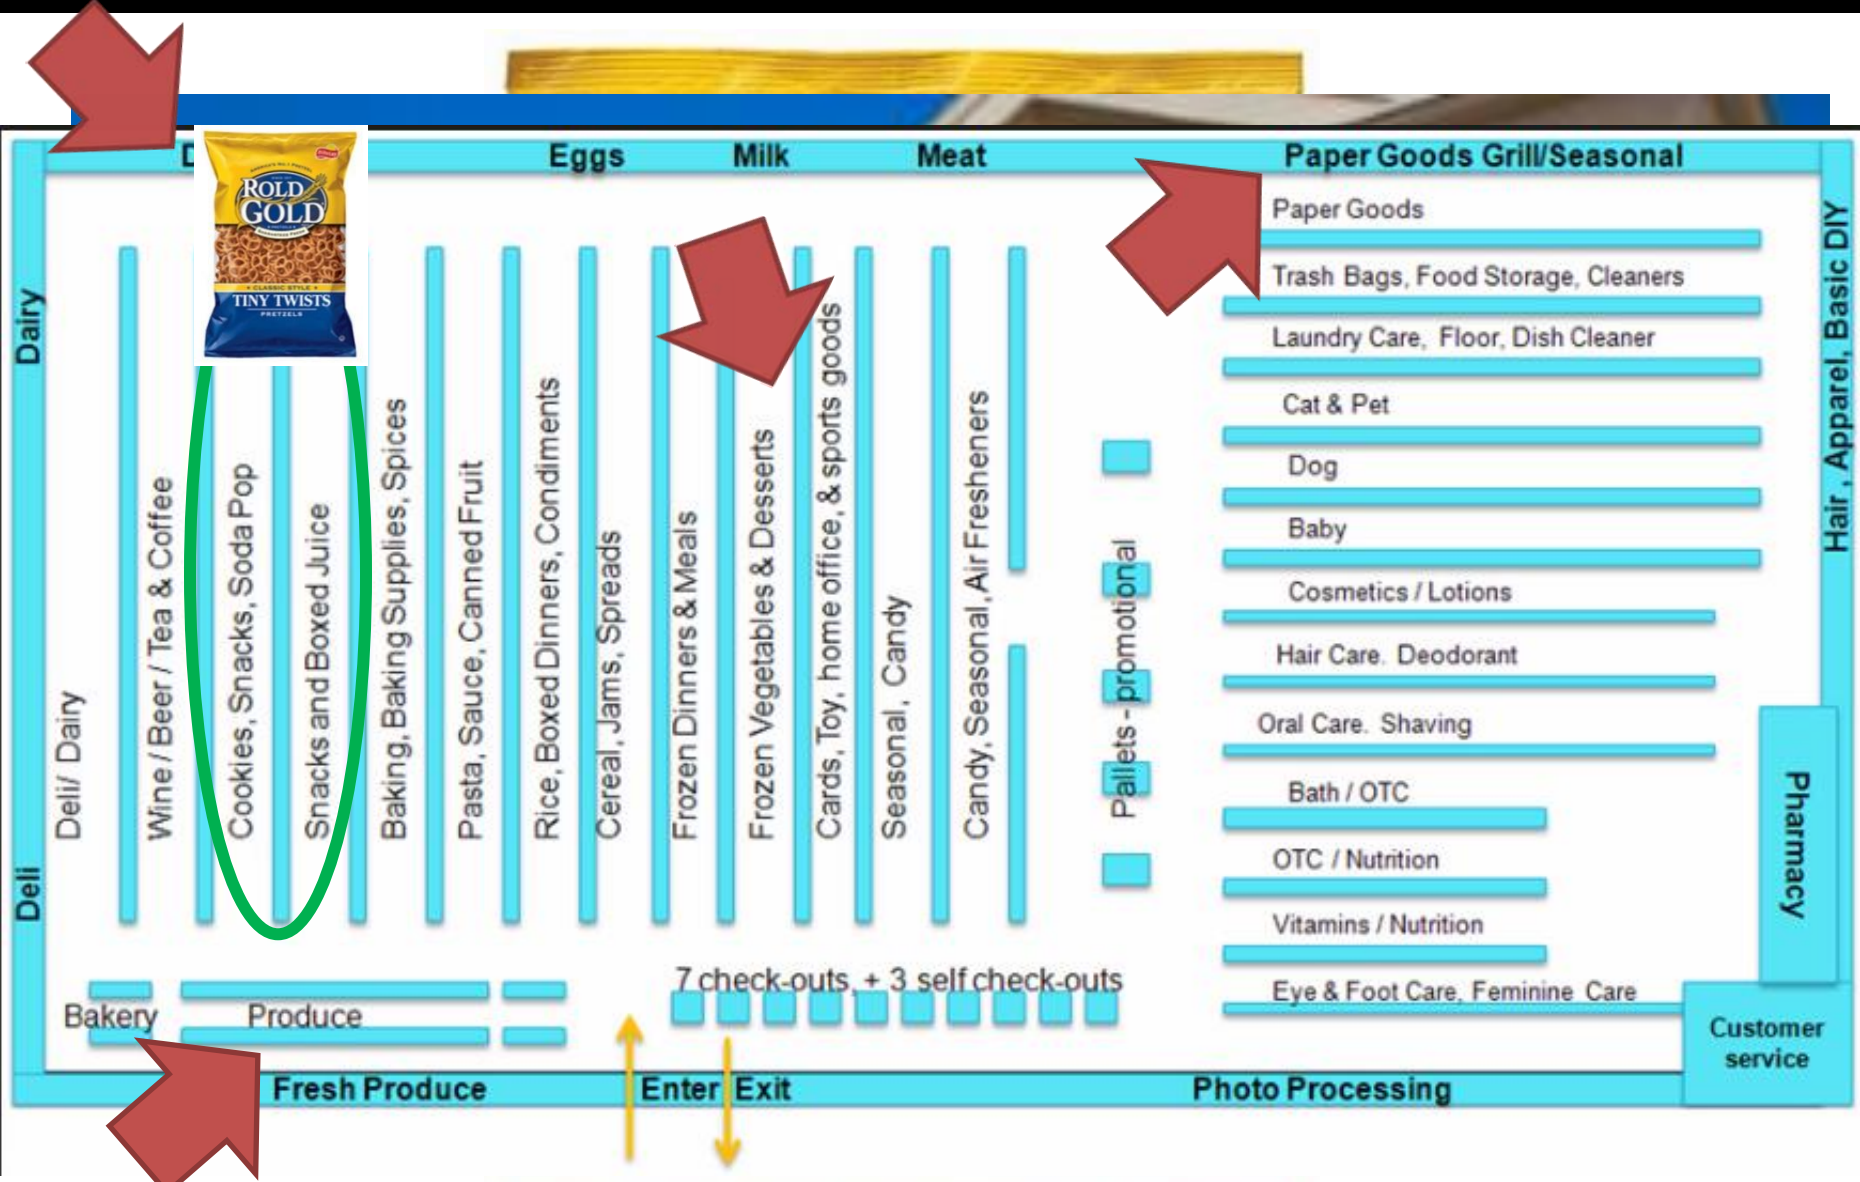 Eggs
Milk
Meat
Paper Goods Grill/Seasonal
ROLD
GOLD
CLASSIC STYLE
TINY TWISTS
PRETZELS
Dairy
Deli
Deli/ Dairy
Wine / Beer / Tea & Coffee
Cookies, Snacks, Soda Pop
Snacks and Boxed Juice
Baking, Baking Supplies, Spices
Pasta, Sauce, Canned Fruit
Rice, Boxed Dinners, Condiments
Cereal, Jams, Spreads
Frozen Dinners & Meals
Frozen Vegetables & Desserts
Cards, Toy, home office, & sports goods
Seasonal, Candy
Candy, Seasonal, Air Fresheners
Pallets - promotional
Paper Goods
Trash Bags, Food Storage, Cleaners
Laundry Care, Floor, Dish Cleaner
Cat & Pet
Dog
Baby
Cosmetics / Lotions
Hair Care. Deodorant
Oral Care. Shaving
Bath / OTC
OTC / Nutrition
Vitamins / Nutrition
Eye & Foot Care, Feminine Care
Hair , Apparel, Basic DIY
Pharmacy
Customer
service
7 check-outs, + 3 self check-outs
Bakery
Produce
Fresh Produce
Enter
Exit
Photo Processing